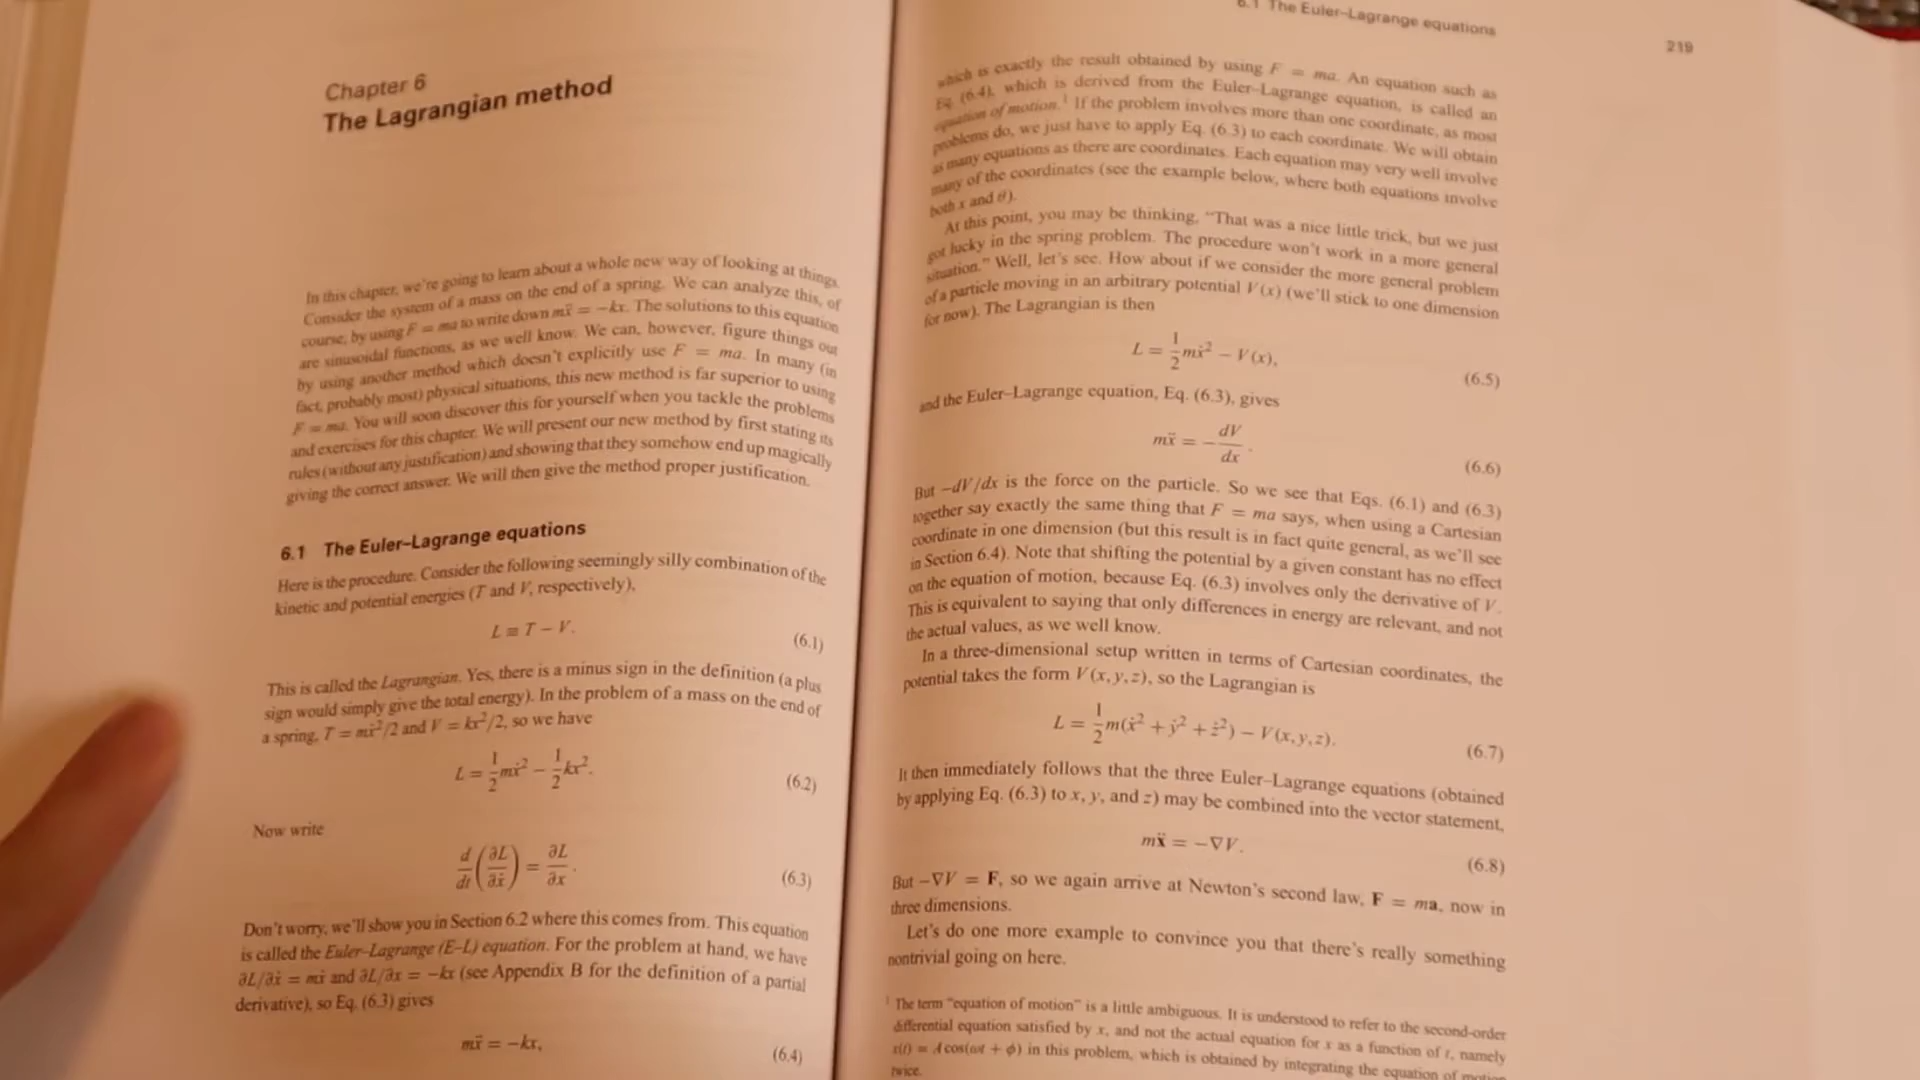 Chapter 6
The Lagrangian method
In this chapter, we're going to learn about a whole new way of looking at things.
Consider the system of a mass on the end of a spring. We can analyze this, of
course, by using F = ma to write down mẍ = −kx. The solutions to this equation
are sinusoidal functions, as we well know. We can, however, figure things out
by using another method which doesn't explicitly use F = ma. In many (in
fact, probably most) physical situations, this new method is far superior to using
F = ma. You will soon discover this for yourself when you tackle the problems
and exercises for this chapter. We will present our new method by first stating its
rules (without any justification) and showing that they somehow end up magically
giving the correct answer. We will then give the method proper justification.
6.1 The Euler–Lagrange equations
Here is the procedure. Consider the following seemingly silly combination of the
kinetic and potential energies (T and V, respectively),
L ≡ T − V. (6.1)
This is called the Lagrangian. Yes, there is a minus sign in the definition (a plus
sign would simply give the total energy). In the problem of a mass on the end of
a spring, T = mẋ²/2 and V = kx²/2, so we have
L = 1/2 mẋ² − 1/2 kx². (6.2)
Now write
d/dt (∂L/∂ẋ) = ∂L/∂x. (6.3)
Don't worry, we'll show you in Section 6.2 where this comes from. This equation
is called the Euler–Lagrange (E–L) equation. For the problem at hand, we have
∂L/∂ẋ = mẋ and ∂L/∂x = −kx (see Appendix B for the definition of a partial
derivative), so Eq. (6.3) gives
mẍ = −kx, (6.4)
6.1 The Euler–Lagrange equations 219
which is exactly the result obtained by using F = ma. An equation such as
Eq. (6.4), which is derived from the Euler–Lagrange equation, is called an
equation of motion.¹ If the problem involves more than one coordinate, as most
problems do, we just have to apply Eq. (6.3) to each coordinate. We will obtain
as many equations as there are coordinates. Each equation may very well involve
many of the coordinates (see the example below, where both equations involve
both x and θ).
At this point, you may be thinking, "That was a nice little trick, but we just
got lucky in the spring problem. The procedure won't work in a more general
situation." Well, let's see. How about if we consider the more general problem
of a particle moving in an arbitrary potential V(x) (we'll stick to one dimension
for now). The Lagrangian is then
L = 1/2 mẋ² − V(x), (6.5)
and the Euler–Lagrange equation, Eq. (6.3), gives
mẍ = −dV/dx. (6.6)
But −dV/dx is the force on the particle. So we see that Eqs. (6.1) and (6.3)
together say exactly the same thing that F = ma says, when using a Cartesian
coordinate in one dimension (but this result is in fact quite general, as we'll see
in Section 6.4). Note that shifting the potential by a given constant has no effect
on the equation of motion, because Eq. (6.3) involves only the derivative of V.
This is equivalent to saying that only differences in energy are relevant, and not
the actual values, as we well know.
In a three-dimensional setup written in terms of Cartesian coordinates, the
potential takes the form V(x, y, z), so the Lagrangian is
L = 1/2 m(ẋ² + ẏ² + ż²) − V(x, y, z). (6.7)
It then immediately follows that the three Euler–Lagrange equations (obtained
by applying Eq. (6.3) to x, y, and z) may be combined into the vector statement,
mẍ = −∇V. (6.8)
But −∇V = F, so we again arrive at Newton's second law, F = ma, now in
three dimensions.
Let's do one more example to convince you that there's really something
nontrivial going on here.
¹ The term "equation of motion" is a little ambiguous. It is understood to refer to the second-order
differential equation satisfied by x, and not the actual equation for x as a function of t, namely
x(t) = A cos(ωt + φ) in this problem, which is obtained by integrating the equation of motion
twice.